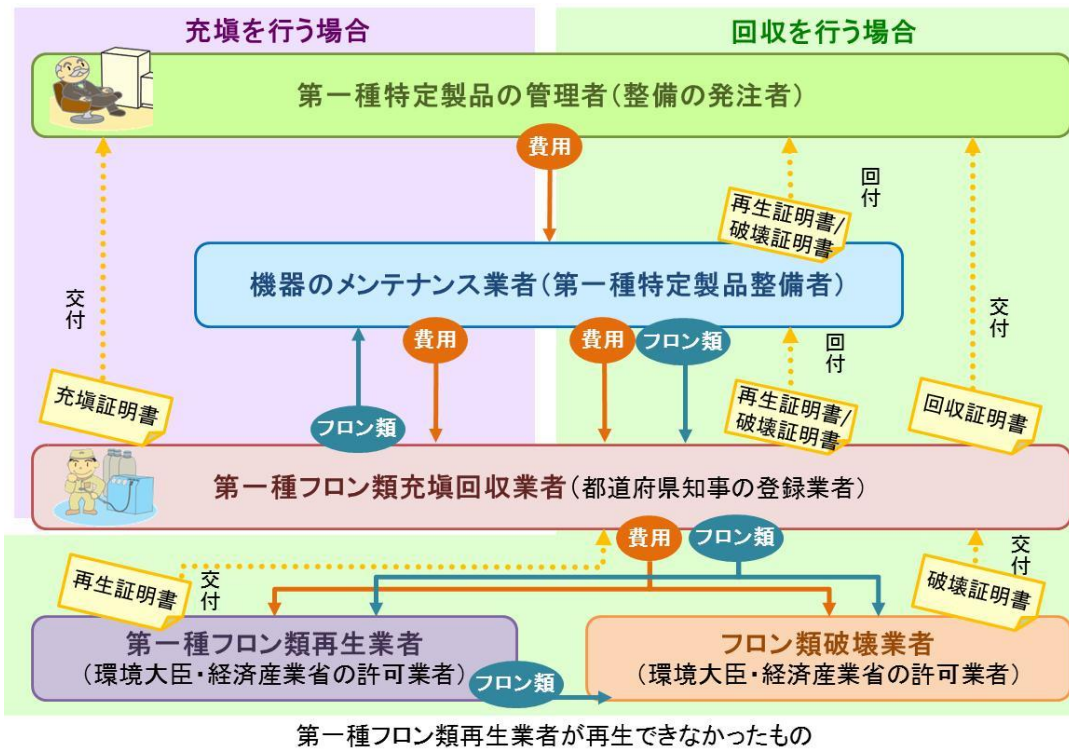 充塡を行う場合
回収を行う場合
第一種特定製品の管理者(整備の発注者)
費用
回
付
再生証明書/
破壊証明書
機器のメンテナンス業者(第一種特定製品整備者)
交
付
交
付
費用
費用
フロン類
回
付
充塡証明書
フロン類
再生証明書/
破壊証明書
回収証明書
第一種フロン類充塡回収業者(都道府県知事の登録業者)
費用
フロン類
再生証明書
交
付
交
付
破壊証明書
第一種フロン類再生業者
(環境大臣・経済産業省の許可業者)
フロン類
フロン類破壊業者
(環境大臣・経済産業省の許可業者)
第一種フロン類再生業者が再生できなかったもの